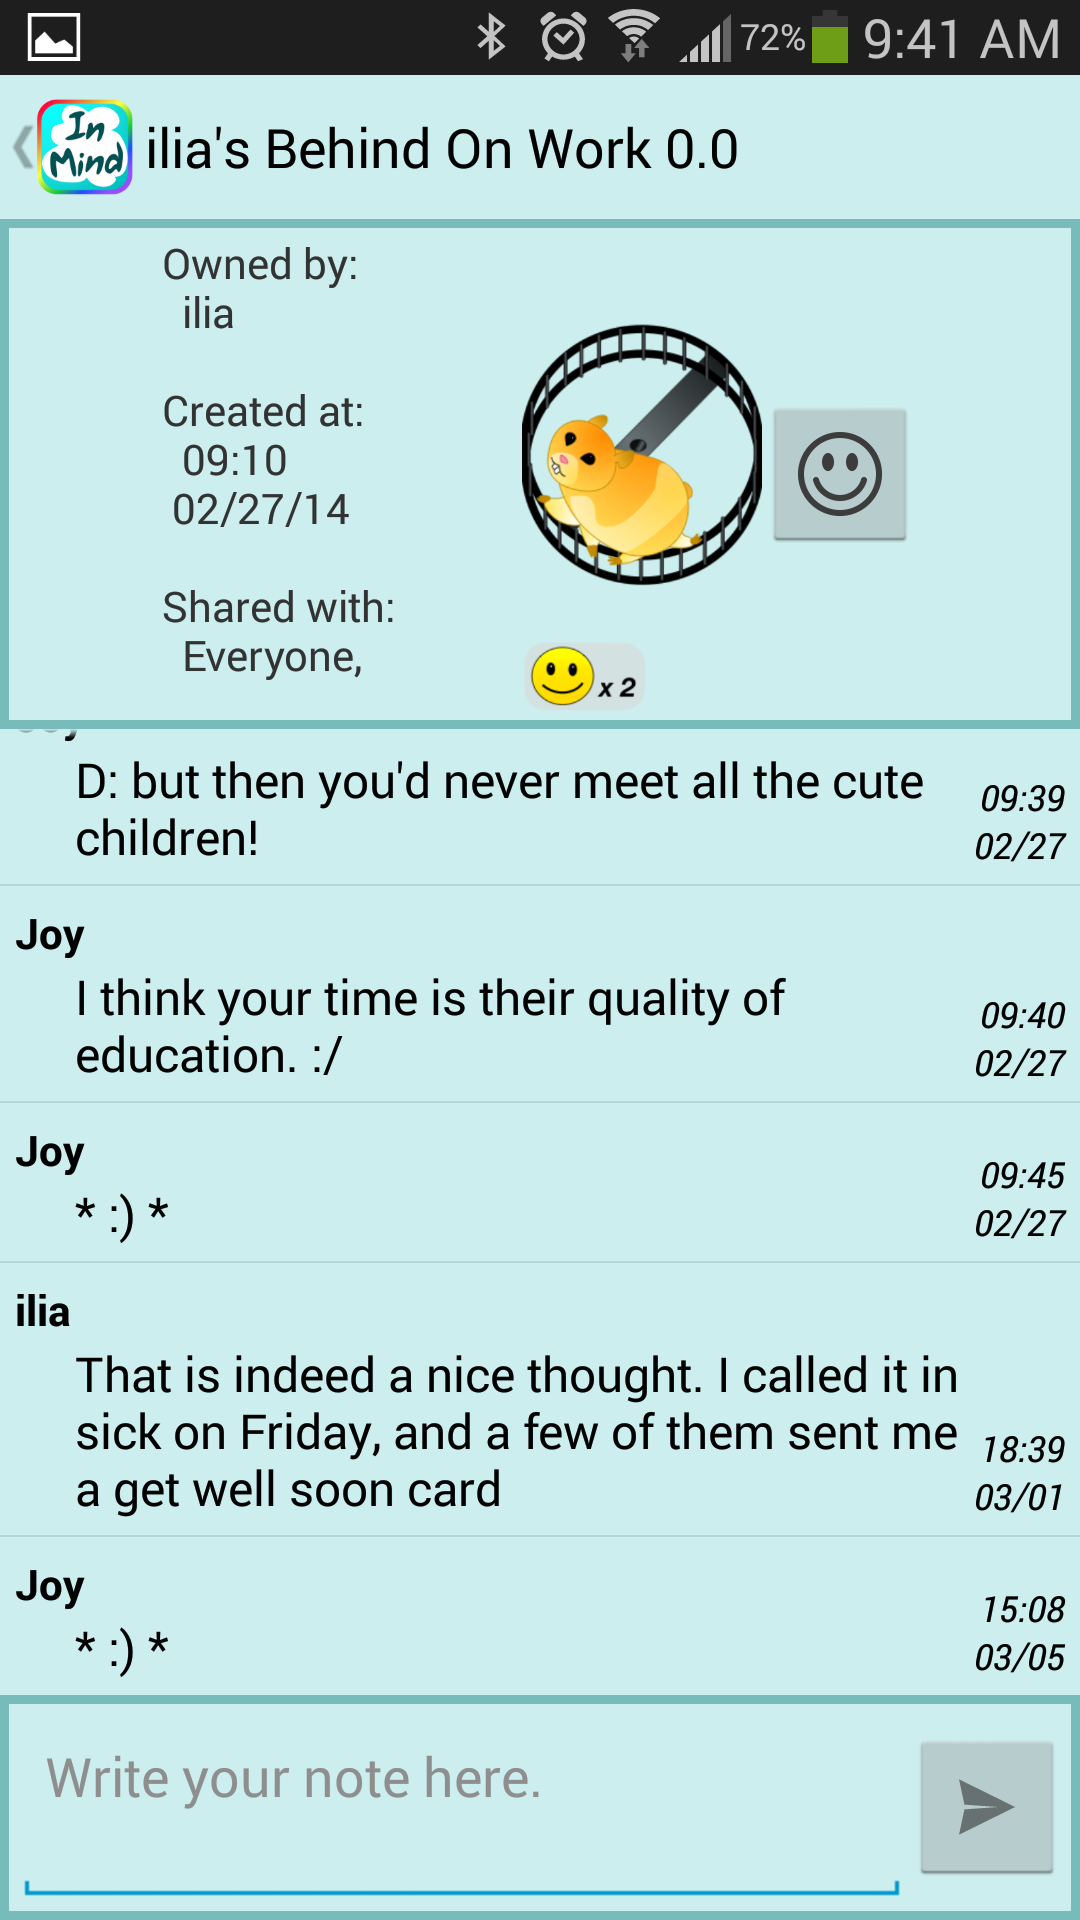 72% 9:41 AM
In Mind
ilia's Behind On Work 0.0
Owned by:
ilia
Created at:
09:10
02/27/14
Shared with:
Everyone,
x 2
D: but then you'd never meet all the cute
children!
09:39
02/27
Joy
I think your time is their quality of
education. :/
09:40
02/27
Joy
* :) *
09:45
02/27
ilia
That is indeed a nice thought. I called it in
sick on Friday, and a few of them sent me
a get well soon card
18:39
03/01
Joy
* :) *
15:08
03/05
Write your note here.